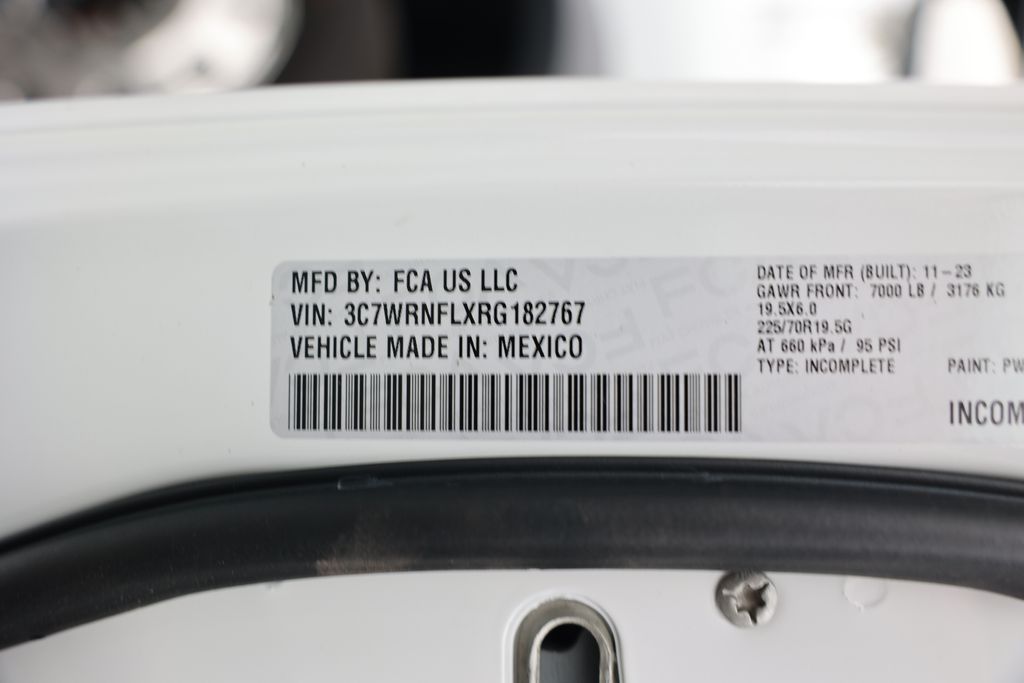 MFD BY: FCA US LLC
VIN: 3C7WRNFLXRG182767
VEHICLE MADE IN: MEXICO
DATE OF MFR (BUILT): 11-23
GAWR FRONT: 7000 LB / 3176 KG
19.5X6.0
225/70R19.5G
AT 660 kPa / 95 PSI
TYPE: INCOMPLETE PAINT: PW
INCOM